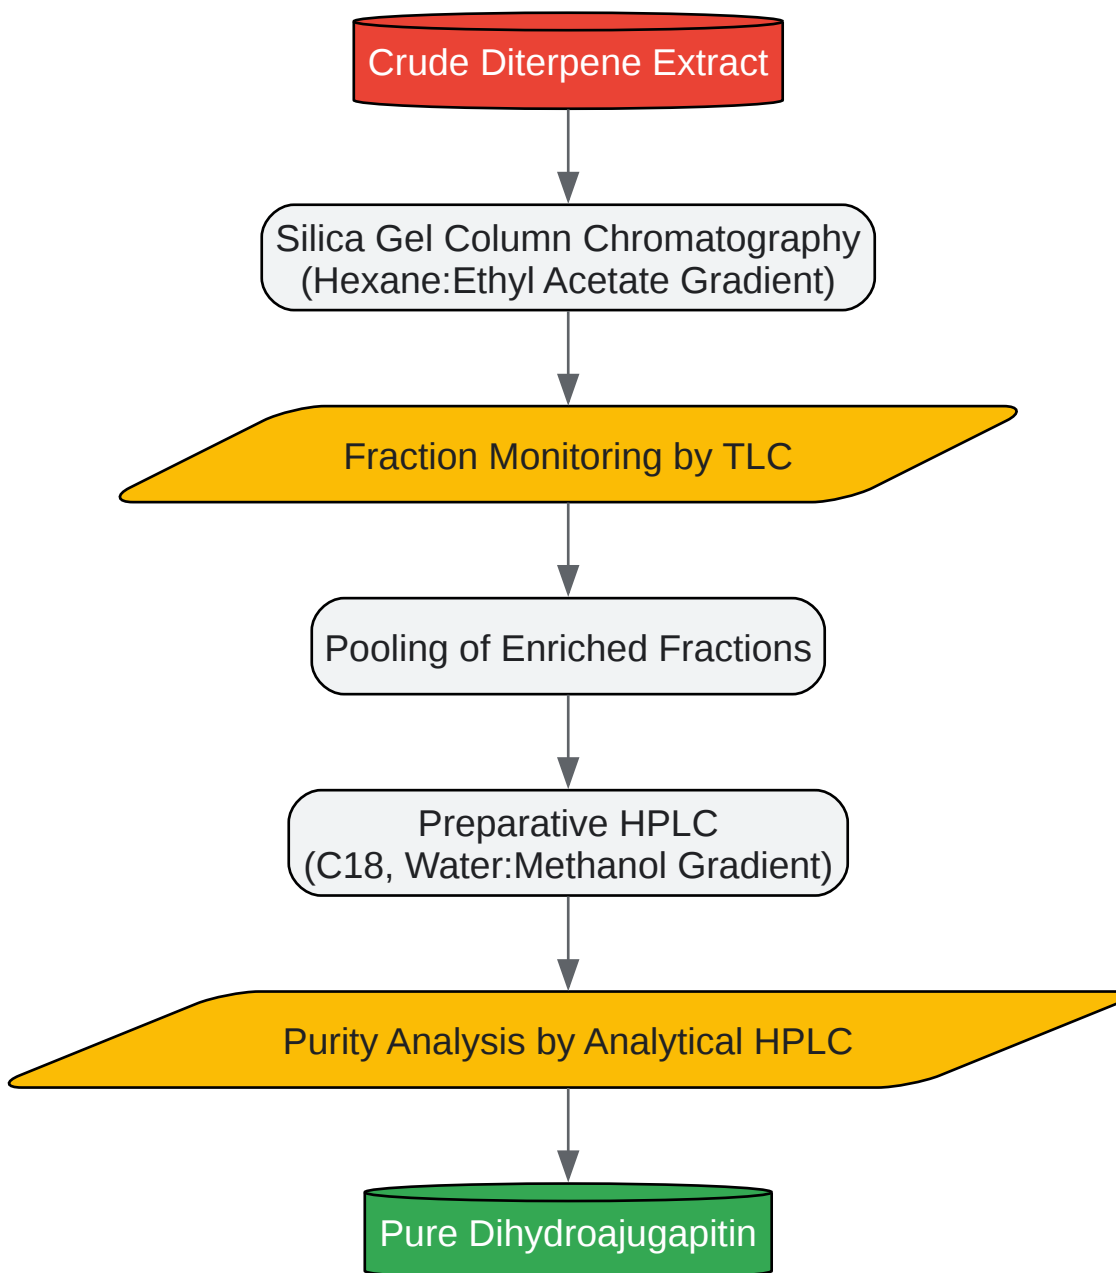 Crude Diterpene Extract
Silica Gel Column Chromatography
(Hexane:Ethyl Acetate Gradient)
Fraction Monitoring by TLC
Pooling of Enriched Fractions
Preparative HPLC
(C18, Water:Methanol Gradient)
Purity Analysis by Analytical HPLC
Pure Dihydroajugapitin